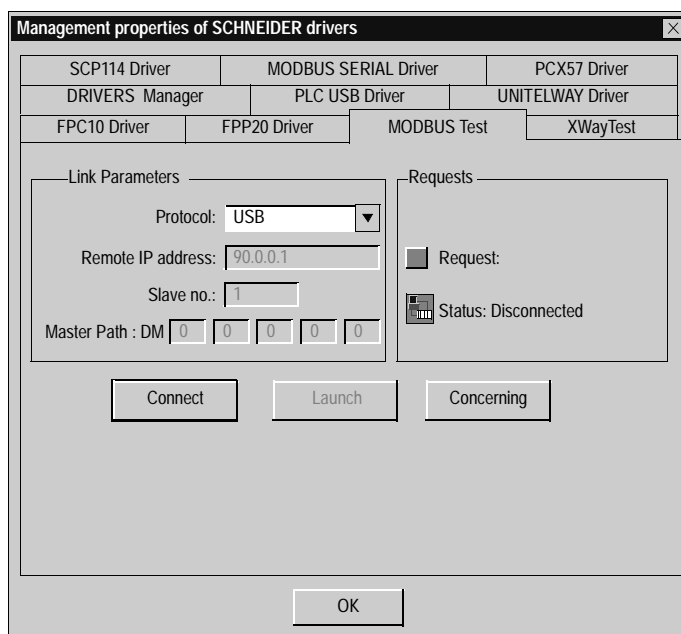 Management properties of SCHNEIDER drivers
SCP114 Driver MODBUS SERIAL Driver PCX57 Driver
DRIVERS Manager PLC USB Driver UNITELWAY Driver
FPC10 Driver FPP20 Driver MODBUS Test XWayTest
Link Parameters Requests
Protocol: USB
Remote IP address: 90.0.0.1 Request:
Slave no.: 1
Status: Disconnected
Master Path : DM 0 0 0 0 0
Connect Launch Concerning
OK